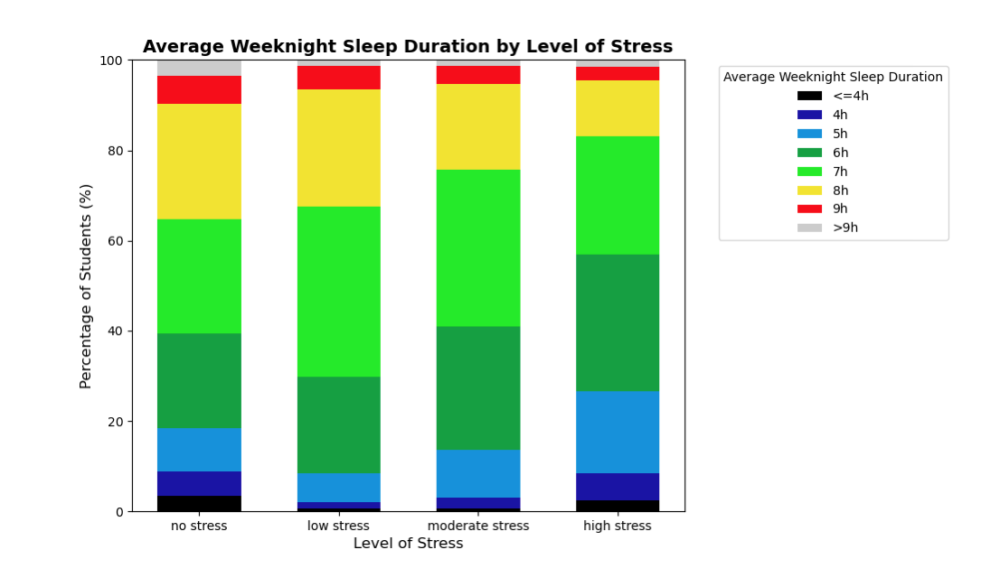 Average Weeknight Sleep Duration by Level of Stress
100
80
60
40
20
0
Percentage of Students (%)
no stress
low stress
moderate stress
high stress
Level of Stress
Average Weeknight Sleep Duration
<=4h
4h
5h
6h
7h
8h
9h
>9h